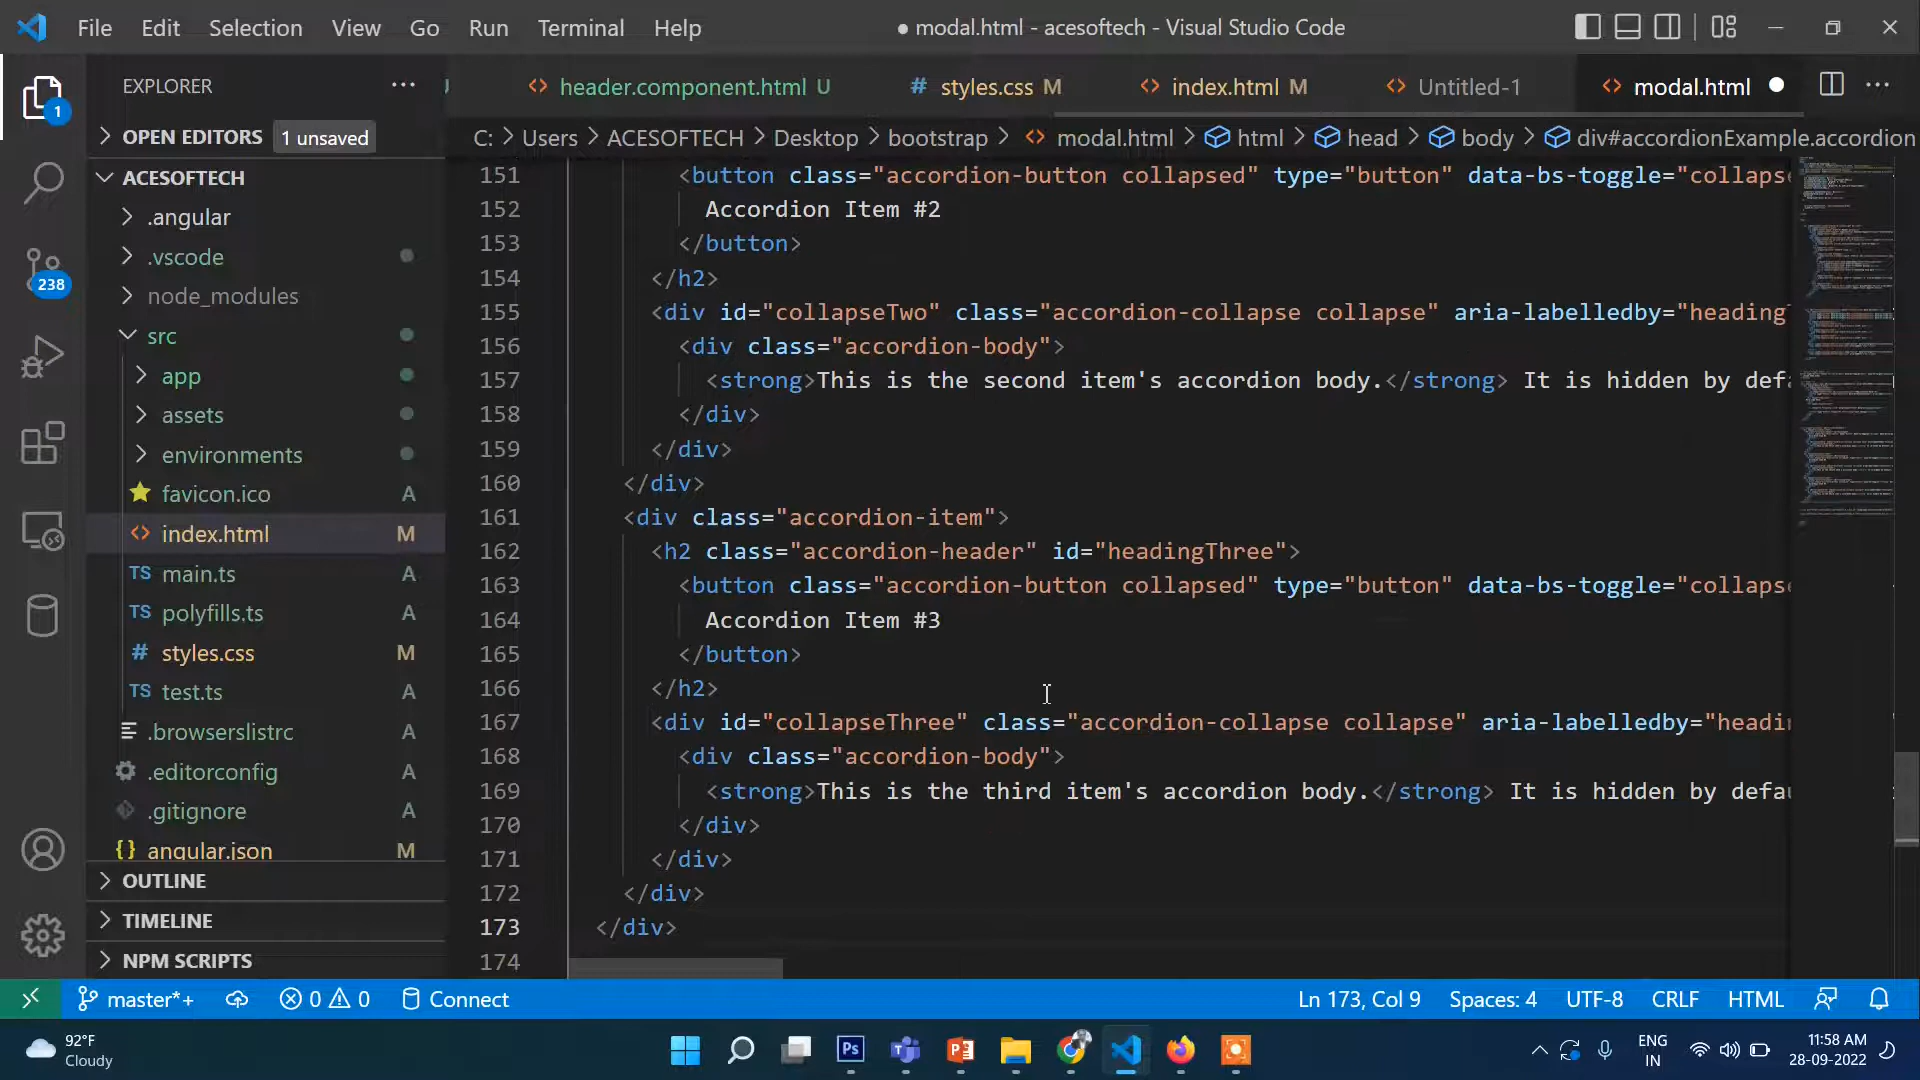 File Edit Selection View Go Run Terminal Help
● modal.html - acesoftech - Visual Studio Code
EXPLORER ···
U
header.component.html U
# styles.css M
index.html M
Untitled-1
modal.html
OPEN EDITORS 1 unsaved
C: > Users > ACESOFTECH > Desktop > bootstrap > modal.html > html > head > body > div#accordionExample.accordion
ACESOFTECH
.angular
.vscode
node_modules
src
app
assets
environments
favicon.ico A
index.html M
TS main.ts A
TS polyfills.ts A
# styles.css M
TS test.ts A
.browserslistrc A
.editorconfig A
.gitignore A
{} angular.json M
OUTLINE
TIMELINE
NPM SCRIPTS
1
238
151 <button class="accordion-button collapsed" type="button" data-bs-toggle="collaps
152 Accordion Item #2
153 </button>
154 </h2>
155 <div id="collapseTwo" class="accordion-collapse collapse" aria-labelledby="heading
156 <div class="accordion-body">
157 <strong>This is the second item's accordion body.</strong> It is hidden by def
158 </div>
159 </div>
160 </div>
161 <div class="accordion-item">
162 <h2 class="accordion-header" id="headingThree">
163 <button class="accordion-button collapsed" type="button" data-bs-toggle="collaps
164 Accordion Item #3
165 </button>
166 </h2>
167 <div id="collapseThree" class="accordion-collapse collapse" aria-labelledby="headi
168 <div class="accordion-body">
169 <strong>This is the third item's accordion body.</strong> It is hidden by defa
170 </div>
171 </div>
172 </div>
173 </div>
174
master*+ 0 0 Connect
Ln 173, Col 9 Spaces: 4 UTF-8 CRLF HTML
92°F
Cloudy
Ps
P
ENG
IN
11:58 AM
28-09-2022